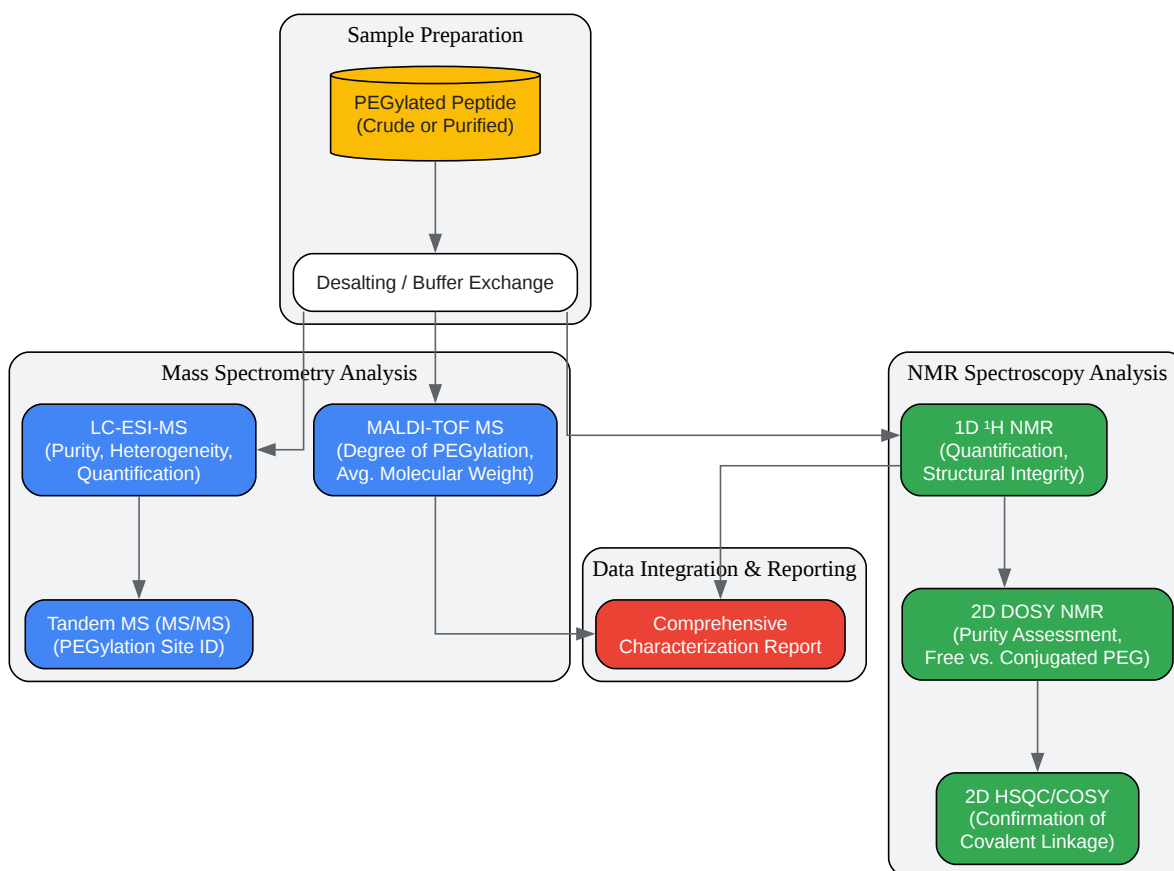 Sample Preparation
PEGylated Peptide
(Crude or Purified)
Desalting / Buffer Exchange
Mass Spectrometry Analysis
LC-ESI-MS
(Purity, Heterogeneity,
Quantification)
MALDI-TOF MS
(Degree of PEGylation,
Avg. Molecular Weight)
Tandem MS (MS/MS)
(PEGylation Site ID)
Data Integration & Reporting
Comprehensive
Characterization Report
NMR Spectroscopy Analysis
1D ¹H NMR
(Quantification,
Structural Integrity)
2D DOSY NMR
(Purity Assessment,
Free vs. Conjugated PEG)
2D HSQC/COSY
(Confirmation of
Covalent Linkage)